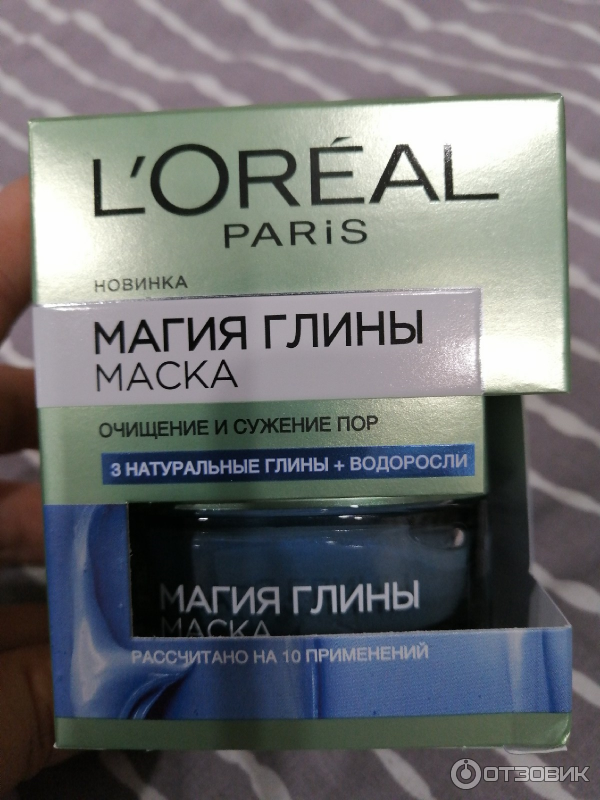 L'ORÉAL
PARiS
НОВИНКА
МАГИЯ ГЛИНЫ
МАСКА
ОЧИЩЕНИЕ И СУЖЕНИЕ ПОР
3 НАТУРАЛЬНЫЕ ГЛИНЫ + ВОДОРОСЛИ
МАГИЯ ГЛИНЫ
МАСКА
РАССЧИТАНО НА 10 ПРИМЕНЕНИЙ
ОТЗОВИК